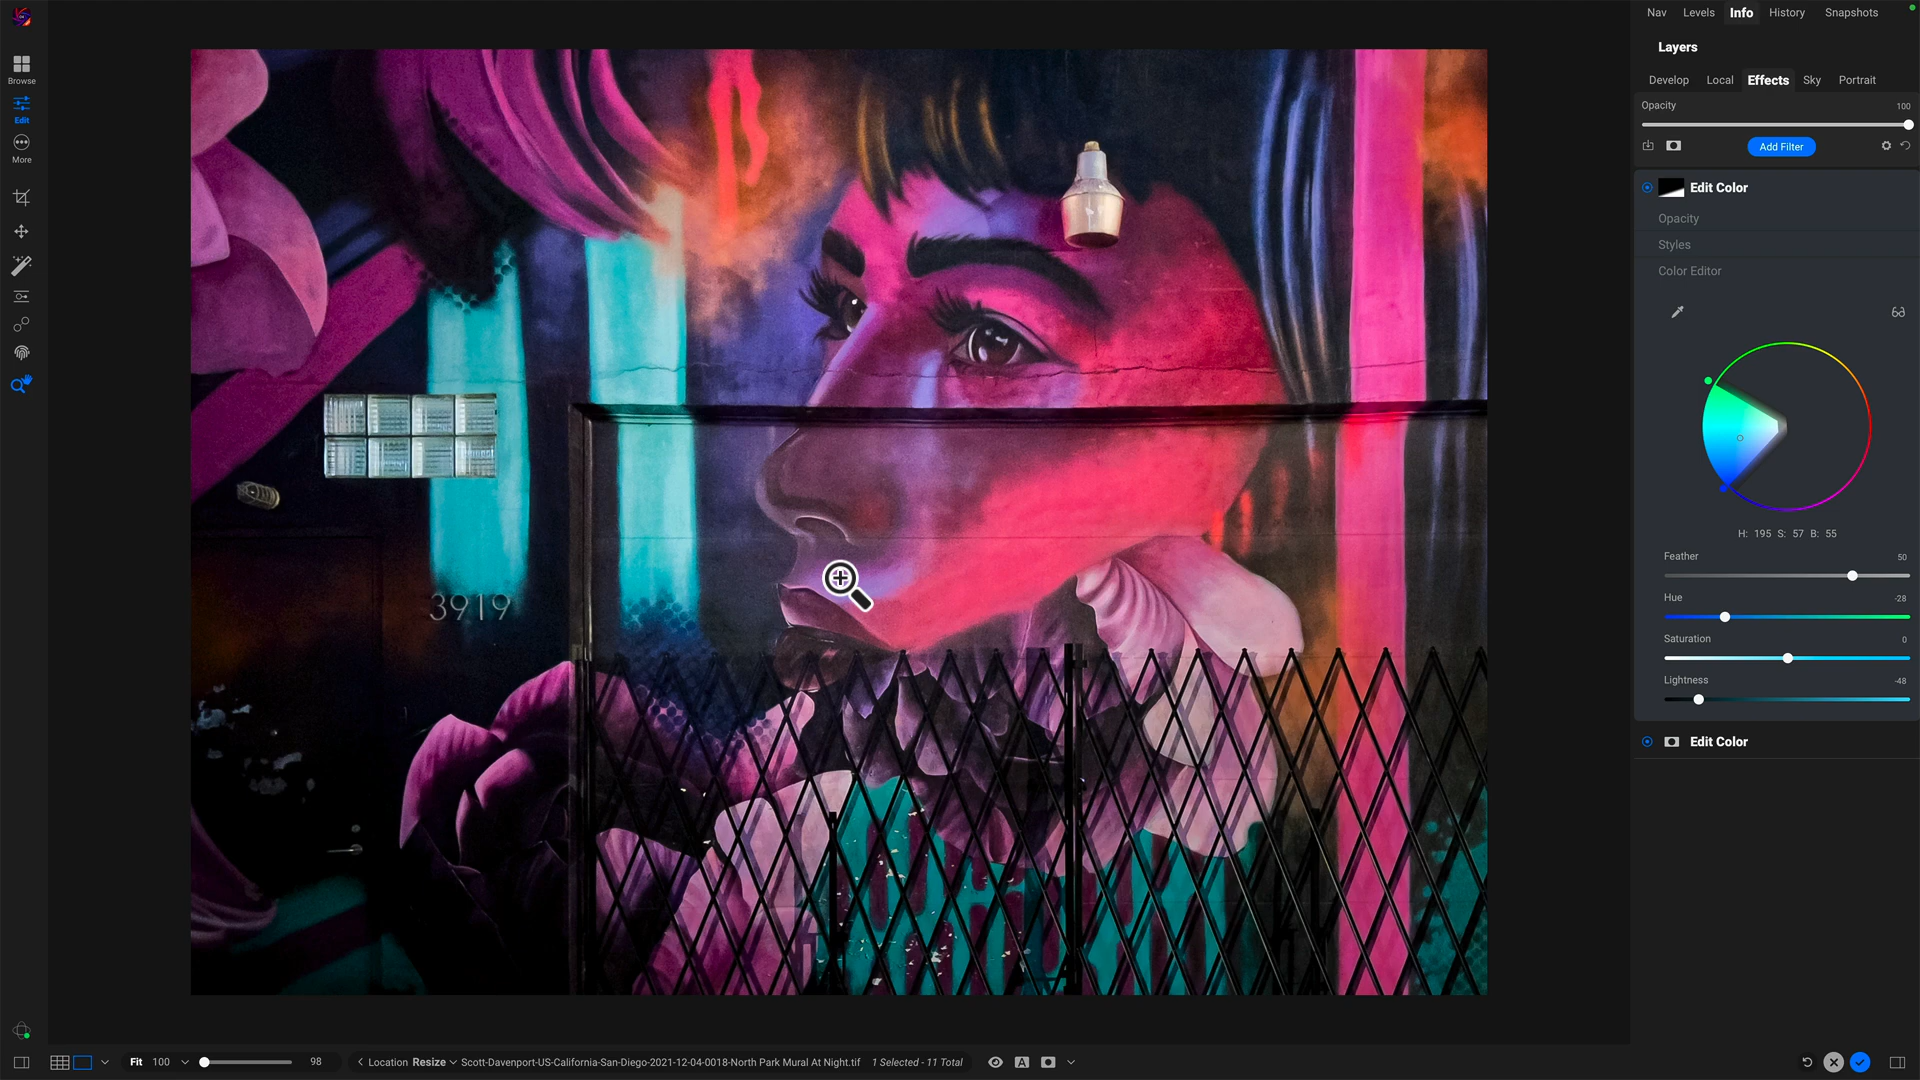 Nav Levels Info History Snapshots
Layers
Develop Local Effects Sky Portrait
Opacity 100
Add Filter
Edit Color
Opacity
Styles
Color Editor
H: 195 S: 57 B: 55
Feather 50
Hue -28
Saturation 0
Lightness -48
Edit Color
Browse
Edit
More
3919
Fit 100 98 Location Resize Scott-Davenport-US-California-San-Diego-2021-12-04-0018-North Park Mural At Night.tif 1 Selected - 11 Total A